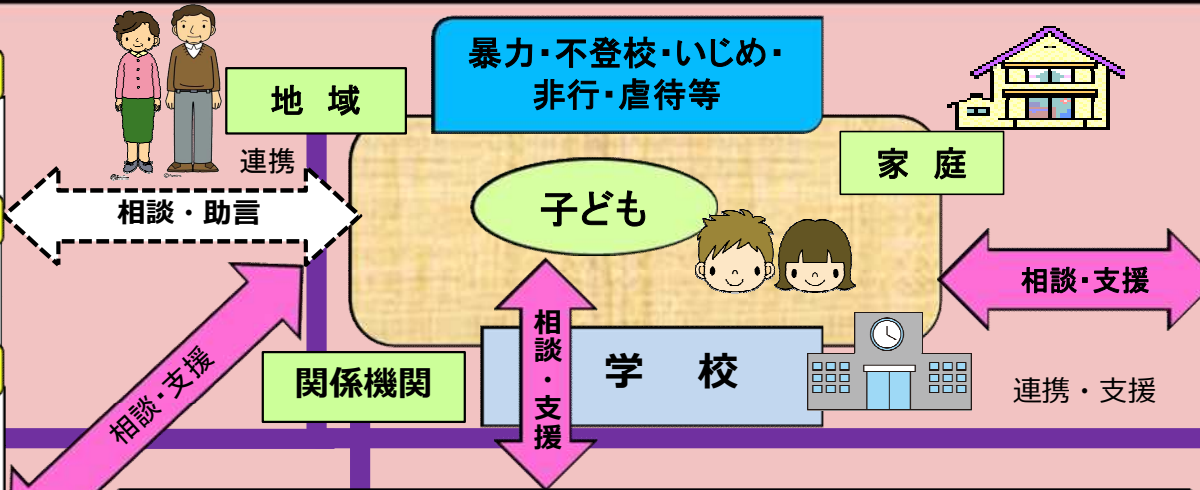 暴力・不登校・いじめ・
非行・虐待等
地 域
連携
家 庭
相談・助言
子ども
相談・支援
相談・支援
学 校
関係機関
相談・支援
連携・支援